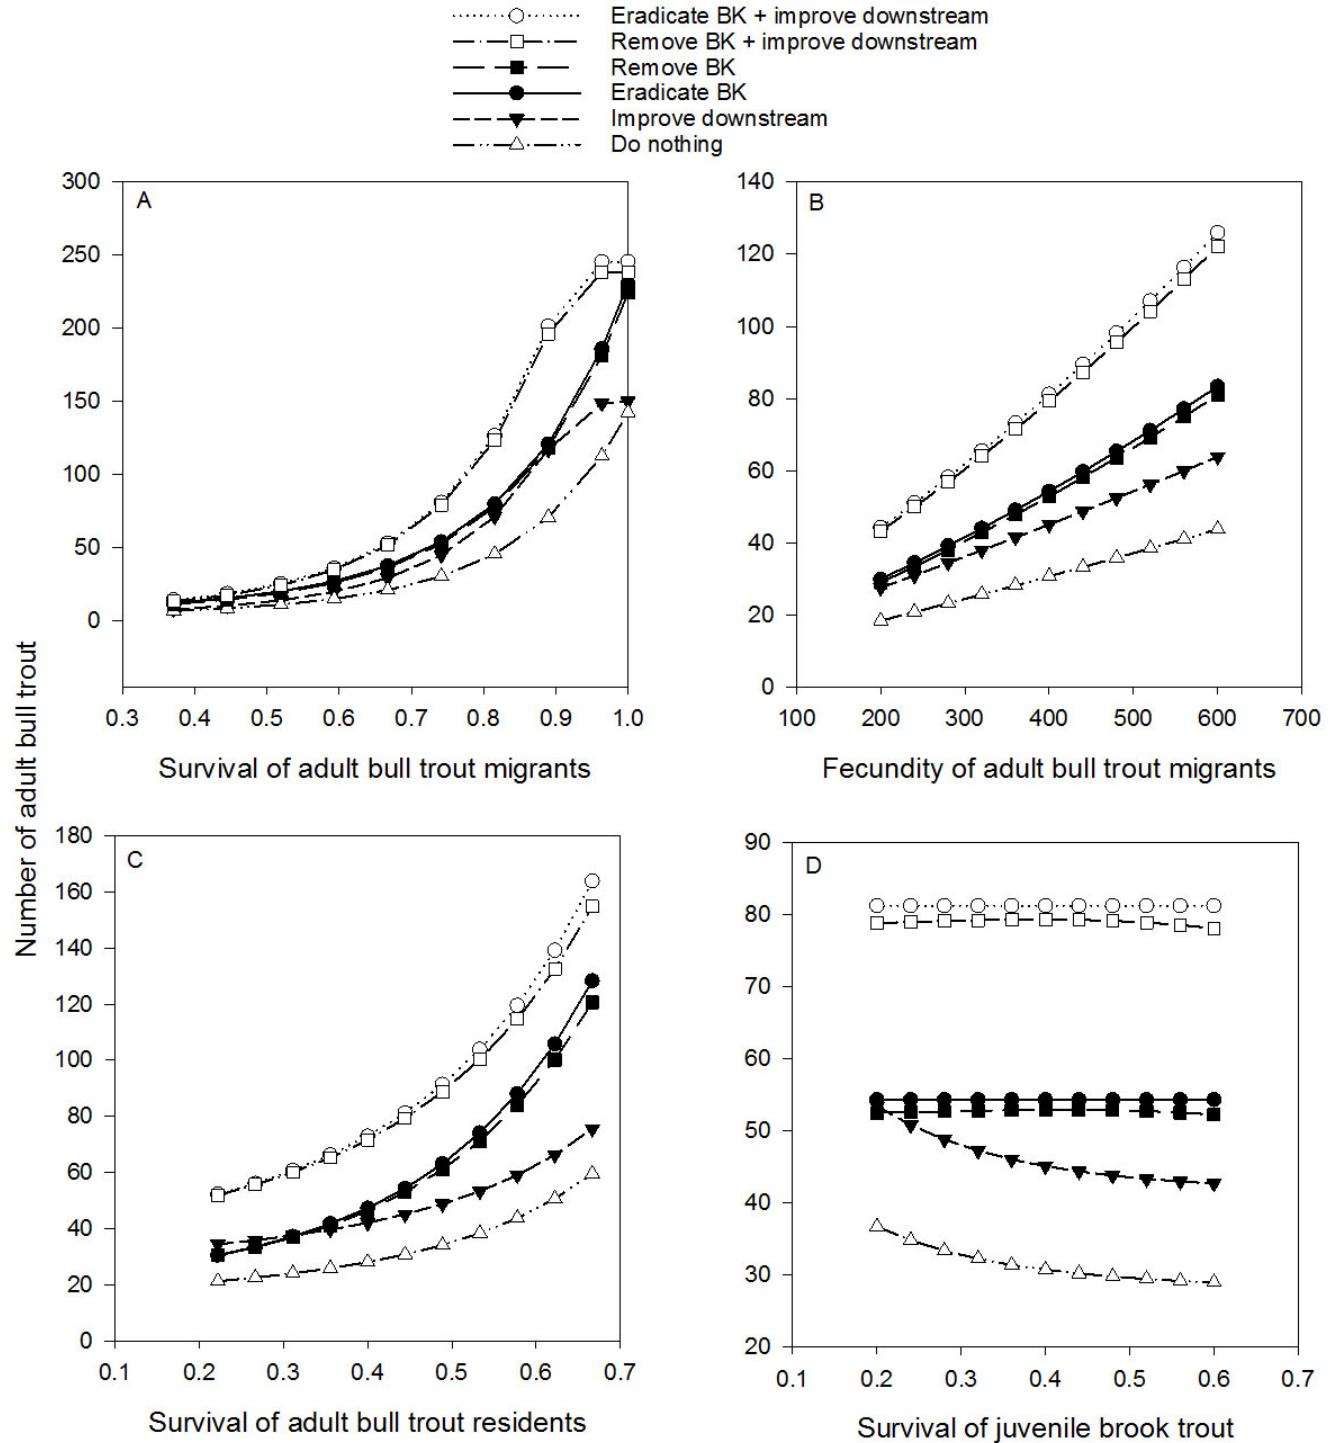 Eradicate BK + improve downstream
Remove BK + improve downstream
Remove BK
Eradicate BK
Improve downstream
Do nothing
Number of adult bull trout
A
300
250
200
150
100
50
0
0.3 0.4 0.5 0.6 0.7 0.8 0.9 1.0
Survival of adult bull trout migrants
B
140
120
100
80
60
40
20
0
100 200 300 400 500 600 700
Fecundity of adult bull trout migrants
C
180
160
140
120
100
80
60
40
20
0
0.1 0.2 0.3 0.4 0.5 0.6 0.7
Survival of adult bull trout residents
D
90
80
70
60
50
40
30
20
0.1 0.2 0.3 0.4 0.5 0.6 0.7
Survival of juvenile brook trout